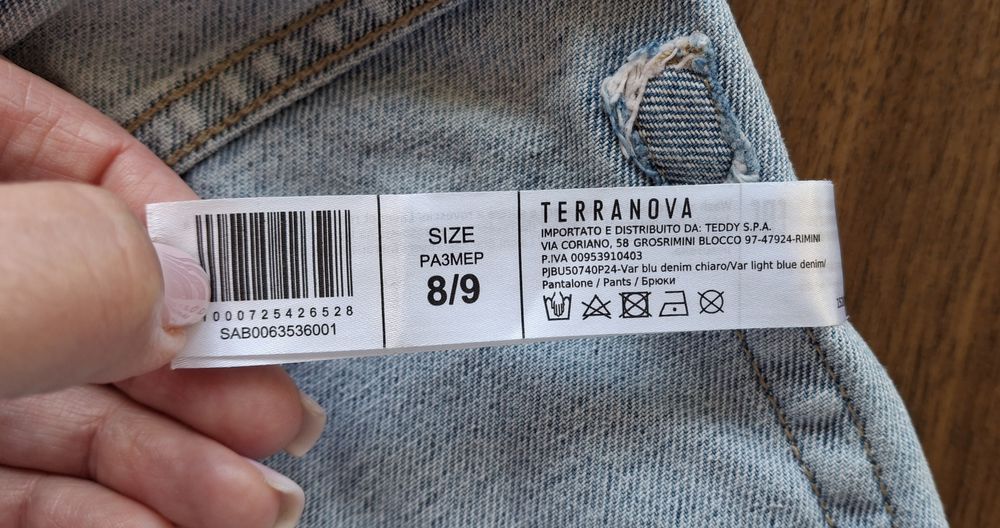 000725426528
SAB0063536001
SIZE
РАЗМЕР
8/9
TERRANOVA
IMPORTATO E DISTRIBUITO DA: TEDDY S.P.A.
VIA CORIANO, 58 GROSRIMINI BLOCCO 97-47924-RIMINI
P.IVA 00953910403
PJBU50740P24-Var blu denim chiaro/Var light blue denim/
Pantalone / Pants / Брюки